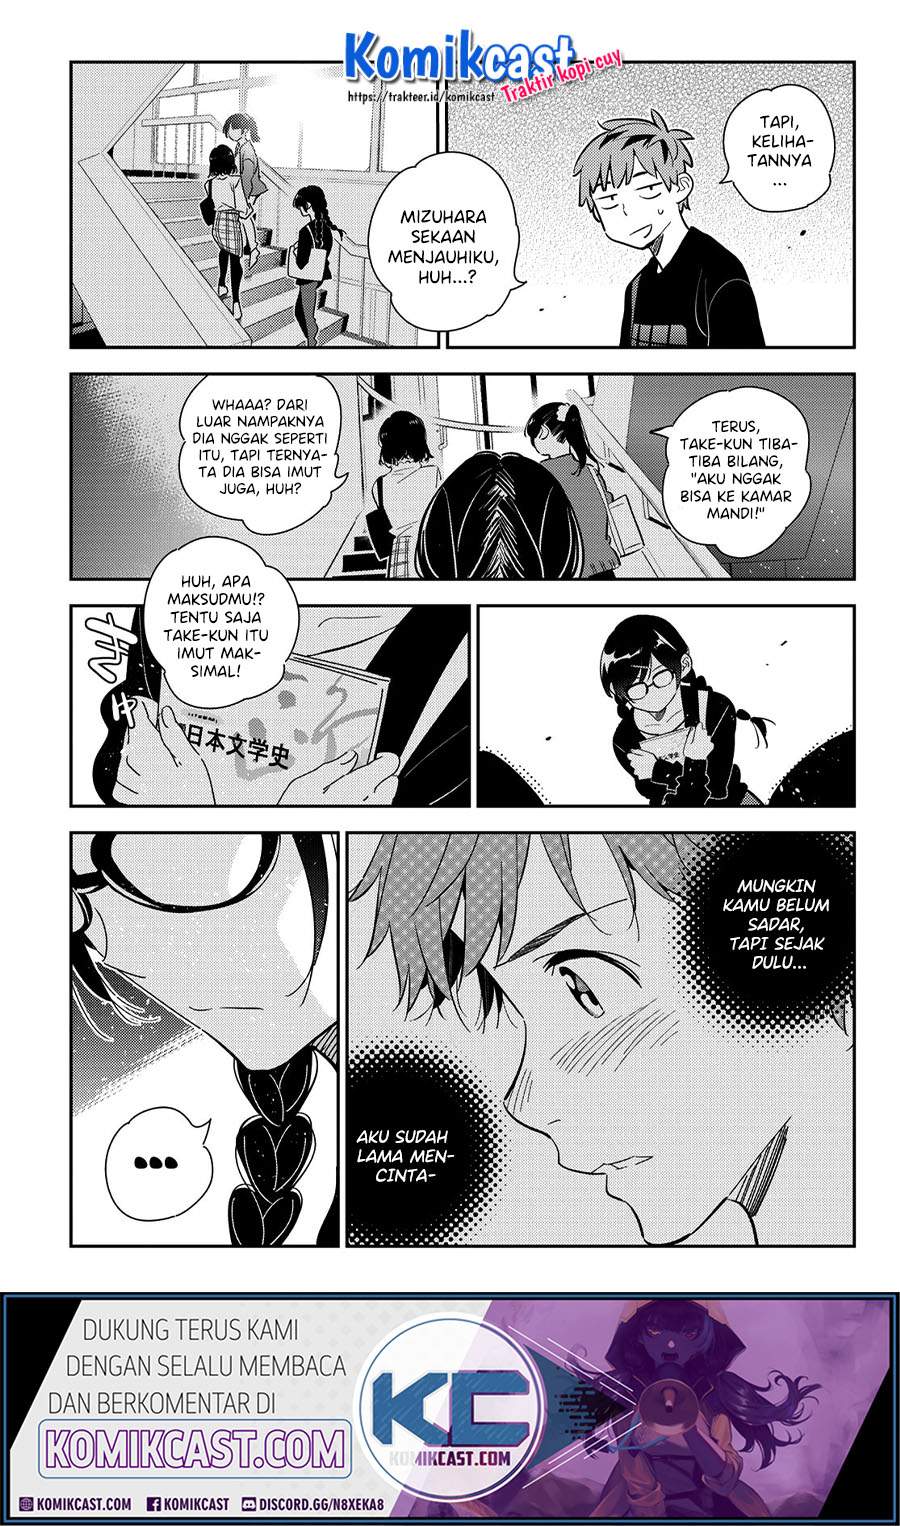 Komikcast
https://trakteer.id/komikcast
Traktir kopi cuy
TAPI,
KELIHA-
TANNYA
...
MIZUHARA
SEKAAN
MENJAUHIKU,
HUH...?
TERUS,
TAKE-KUN TIBA-
TIBA BILANG,
"AKU NGGAK
BISA KE KAMAR
MANDI!"
WHAAA? DARI
LUAR NAMPAKNYA
DIA NGGAK SEPERTI
ITU, TAPI TERNYA-
TA DIA BISA IMUT
JUGA, HUH?
HUH, APA
MAKSUDMU!?
TENTU SAJA
TAKE-KUN ITU
IMUT MAK-
SIMAL!
日本文学史
MUNGKIN
KAMU BELUM
SADAR,
TAPI SEJAK
DULU...
AKU SUDAH
LAMA MEN-
CINTA-
...
DUKUNG TERUS KAMI
DENGAN SELALU MEMBACA
DAN BERKOMENTAR DI
KOMIKCAST.COM
KC
KOMIKCAST.COM
KOMIKCAST.COM
KOMIKCAST
DISCORD.GG/N8XEKA8